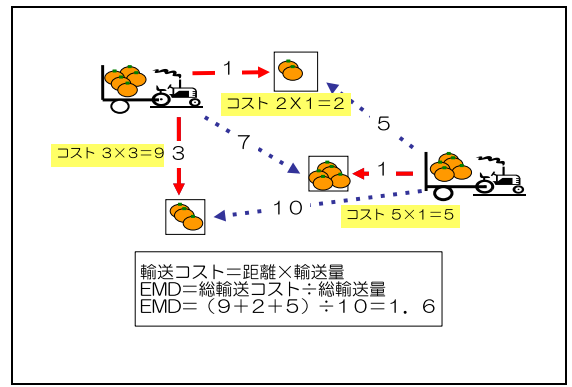 1
コスト 2×1=2
5
7
コスト 3×3=9
3
1
10
コスト 5×1=5
輸送コスト=距離×輸送量
EMD=総輸送コスト÷総輸送量
EMD=(9+2+5)÷10=1.6